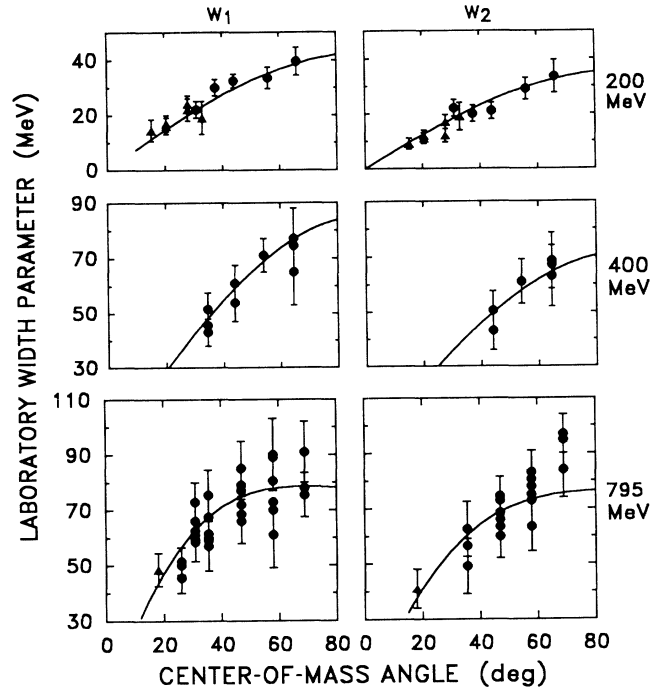 W1 W2
40
20
0
200
MeV
90
70
50
30
400
MeV
110
90
70
50
30
795
MeV
0 20 40 60 80 0 20 40 60 80
LABORATORY WIDTH PARAMETER (MeV)
CENTER-OF-MASS ANGLE (deg)